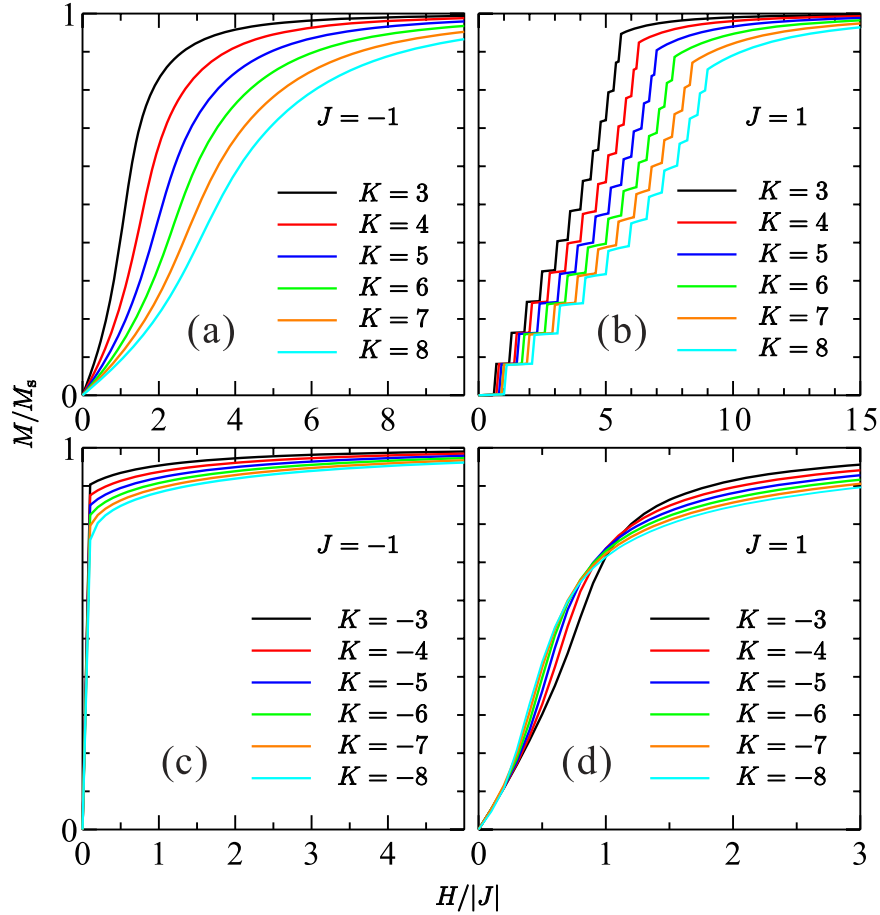 1
J = −1
K = 3
K = 4
K = 5
K = 6
K = 7
K = 8
(a)
0
0 2 4 6 8
J = 1
K = 3
K = 4
K = 5
K = 6
K = 7
K = 8
(b)
0 5 10 15
M/Ms
1
J = −1
K = −3
K = −4
K = −5
K = −6
K = −7
K = −8
(c)
0
0 1 2 3 4
J = 1
K = −3
K = −4
K = −5
K = −6
K = −7
K = −8
(d)
0 1 2 3
H/|J|